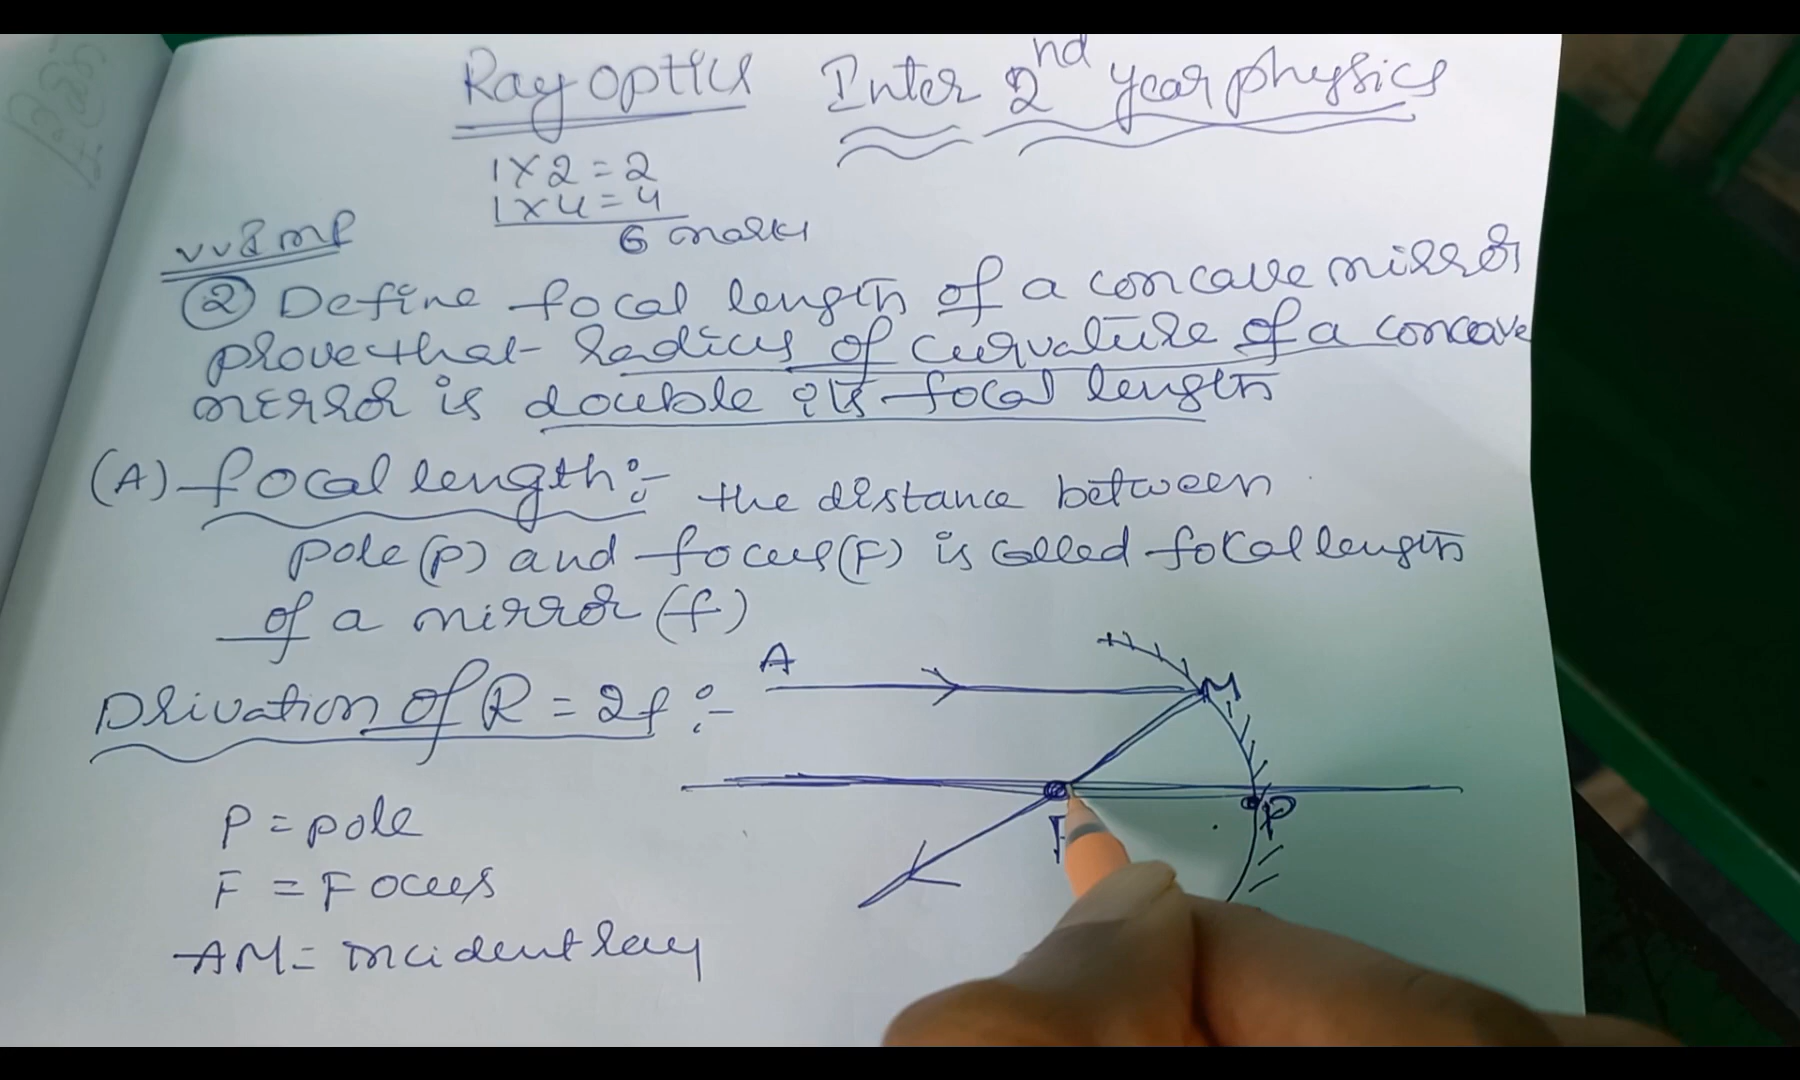 Ray optics Inter 2nd year physics
1 X 2 = 2
1 X 4 = 4
6 marks
vvimp
(2) Define focal length of a concave mirror
prove that radius of curvature of a concave
mirror is double its focal length
(A) focal length :- the distance between
pole (p) and focus (F) is called focal length
of a mirror (f)
Drivation of R = 2f :-
A
M
P
F
P = pole
F = Focus
AM = incident ray